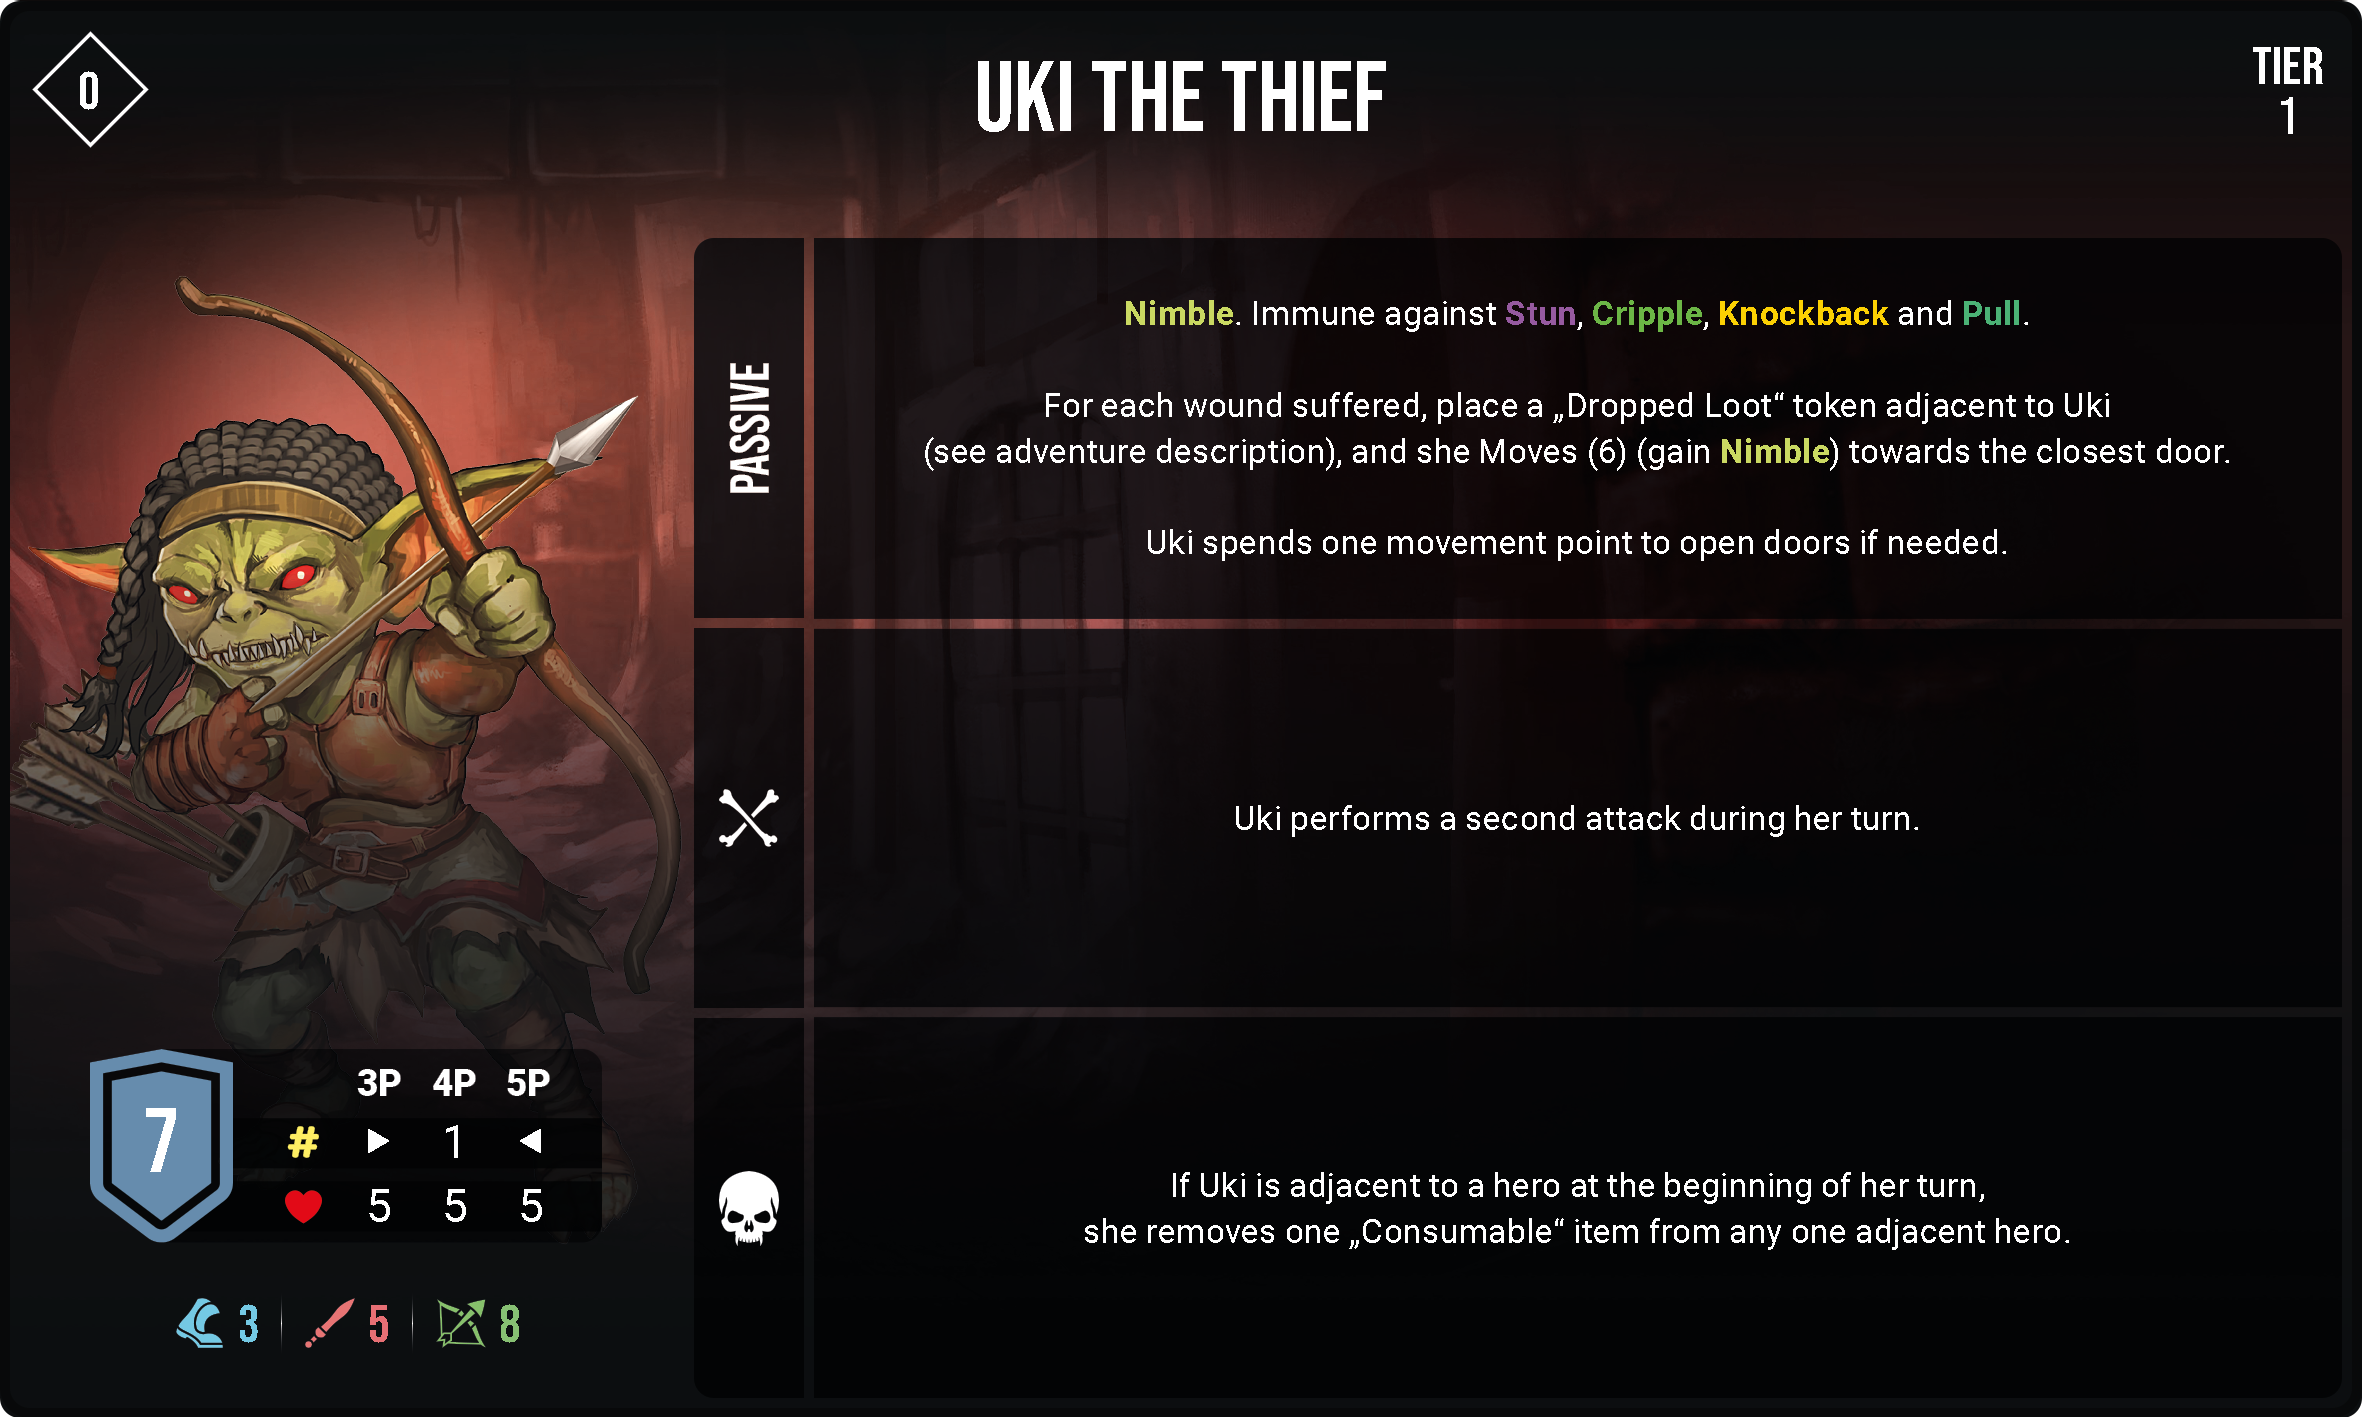 0
UKI THE THIEF
TIER
1
PASSIVE
Nimble. Immune against Stun, Cripple, Knockback and Pull.
For each wound suffered, place a „Dropped Loot“ token adjacent to Uki
(see adventure description), and she Moves (6) (gain Nimble) towards the closest door.
Uki spends one movement point to open doors if needed.
Uki performs a second attack during her turn.
If Uki is adjacent to a hero at the beginning of her turn,
she removes one „Consumable“ item from any one adjacent hero.
7
3P 4P 5P
# ▶ 1 ◀
5 5 5
3 5 8